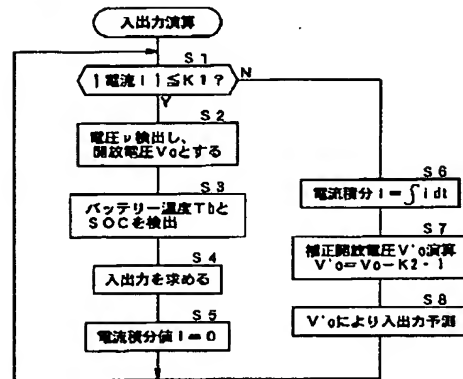 入出力演算
S1
|電流i|≦K1?
N
Y
S2
電圧vを検出し、
開放電圧Voとする
S3
バッテリー温度Tbと
SOCを検出
S4
入出力を求める
S5
電流積分値I=0
S6
電流積分I=∫idt
S7
補正開放電圧V'o演算
V'o=Vo-K2・I
S8
V'oにより入出力予測